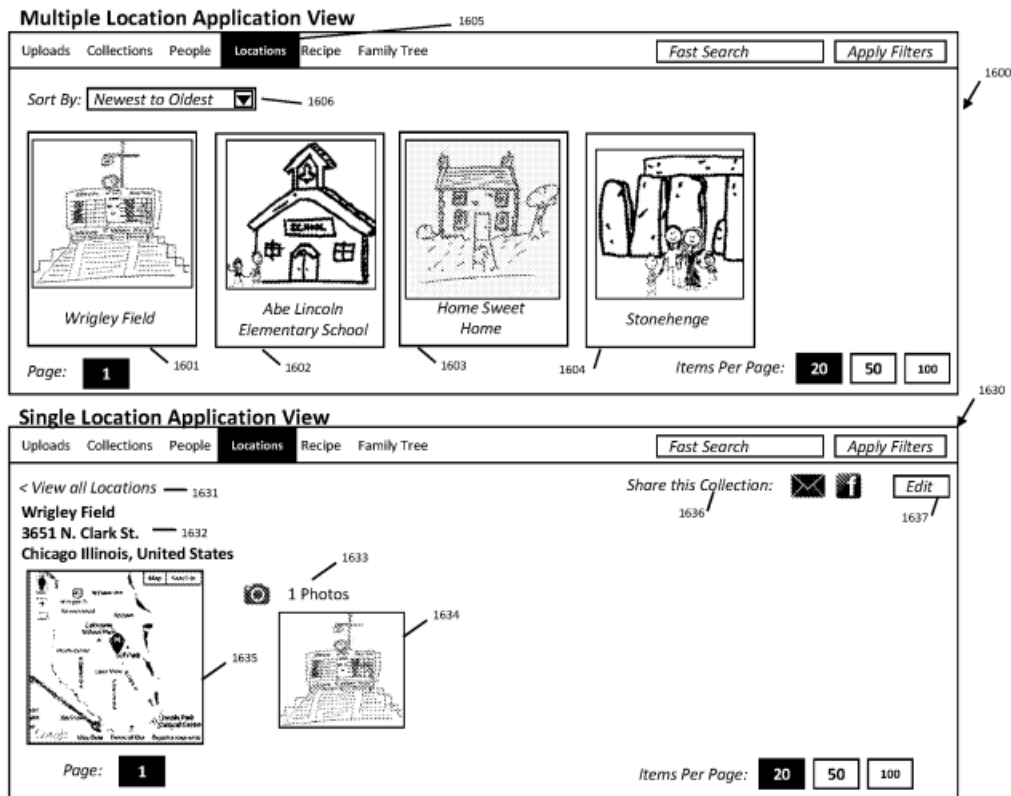 Multiple Location Application View
1605
Uploads Collections People Locations Recipe Family Tree Fast Search Apply Filters
1600
Sort By: Newest to Oldest 1606
SCHOOL
Wrigley Field
Abe Lincoln
Elementary School
Home Sweet
Home
Stonehenge
1601 1602 1603 1604
Page: 1 Items Per Page: 20 50 100
1630
Single Location Application View
Uploads Collections People Locations Recipe Family Tree Fast Search Apply Filters
< View all Locations 1631 Share this Collection: f Edit
1636 1637
Wrigley Field
3651 N. Clark St. 1632
Chicago Illinois, United States
1633
Map
1 Photos
1634
1635
Page: 1 Items Per Page: 20 50 100